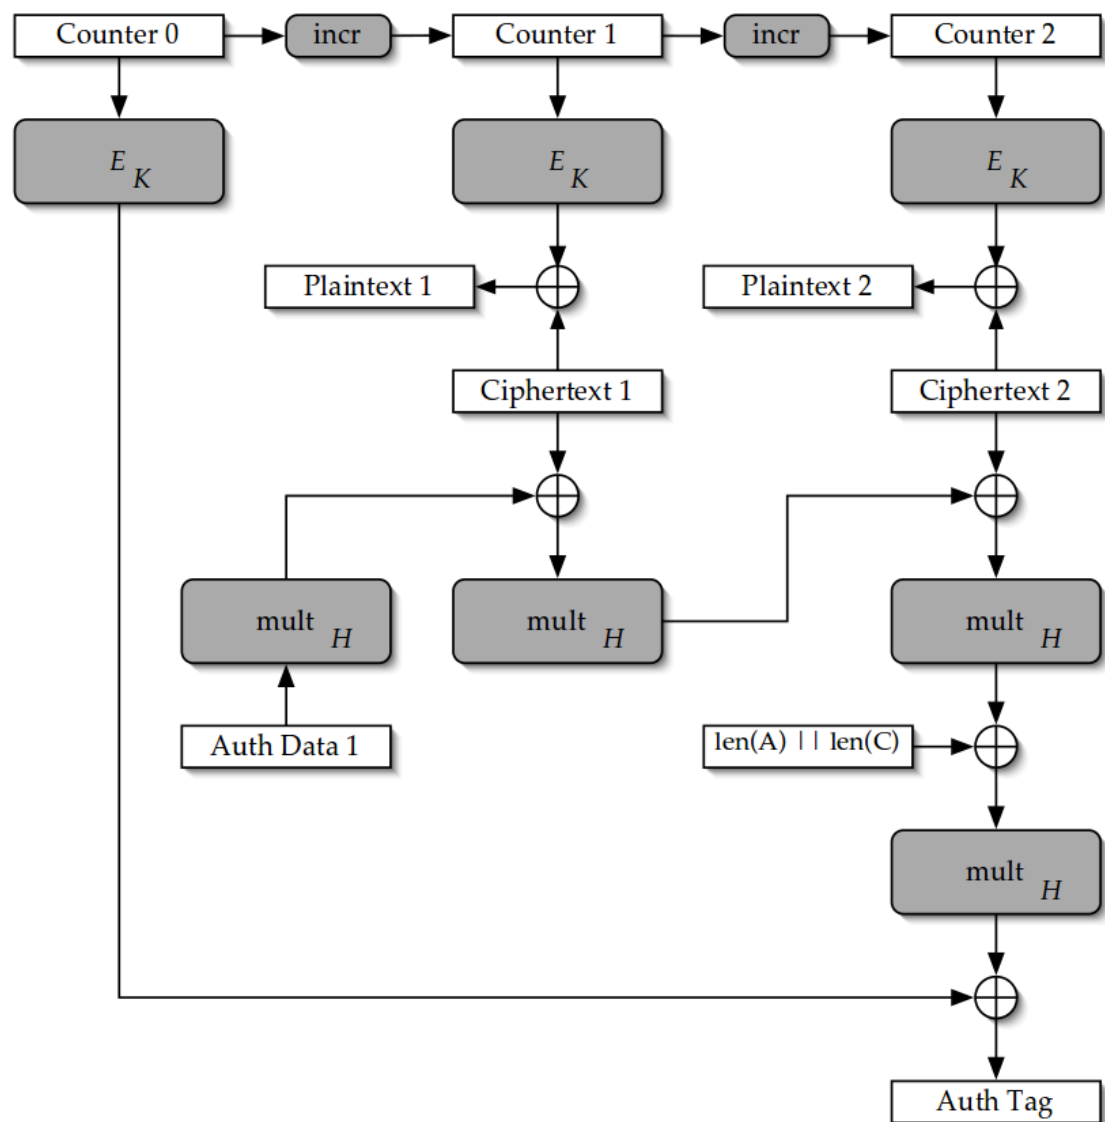 Counter 0
incr
Counter 1
incr
Counter 2
E K
E K
E K
Plaintext 1
Plaintext 2
Ciphertext 1
Ciphertext 2
mult H
mult H
mult H
Auth Data 1
len(A) || len(C)
mult H
Auth Tag